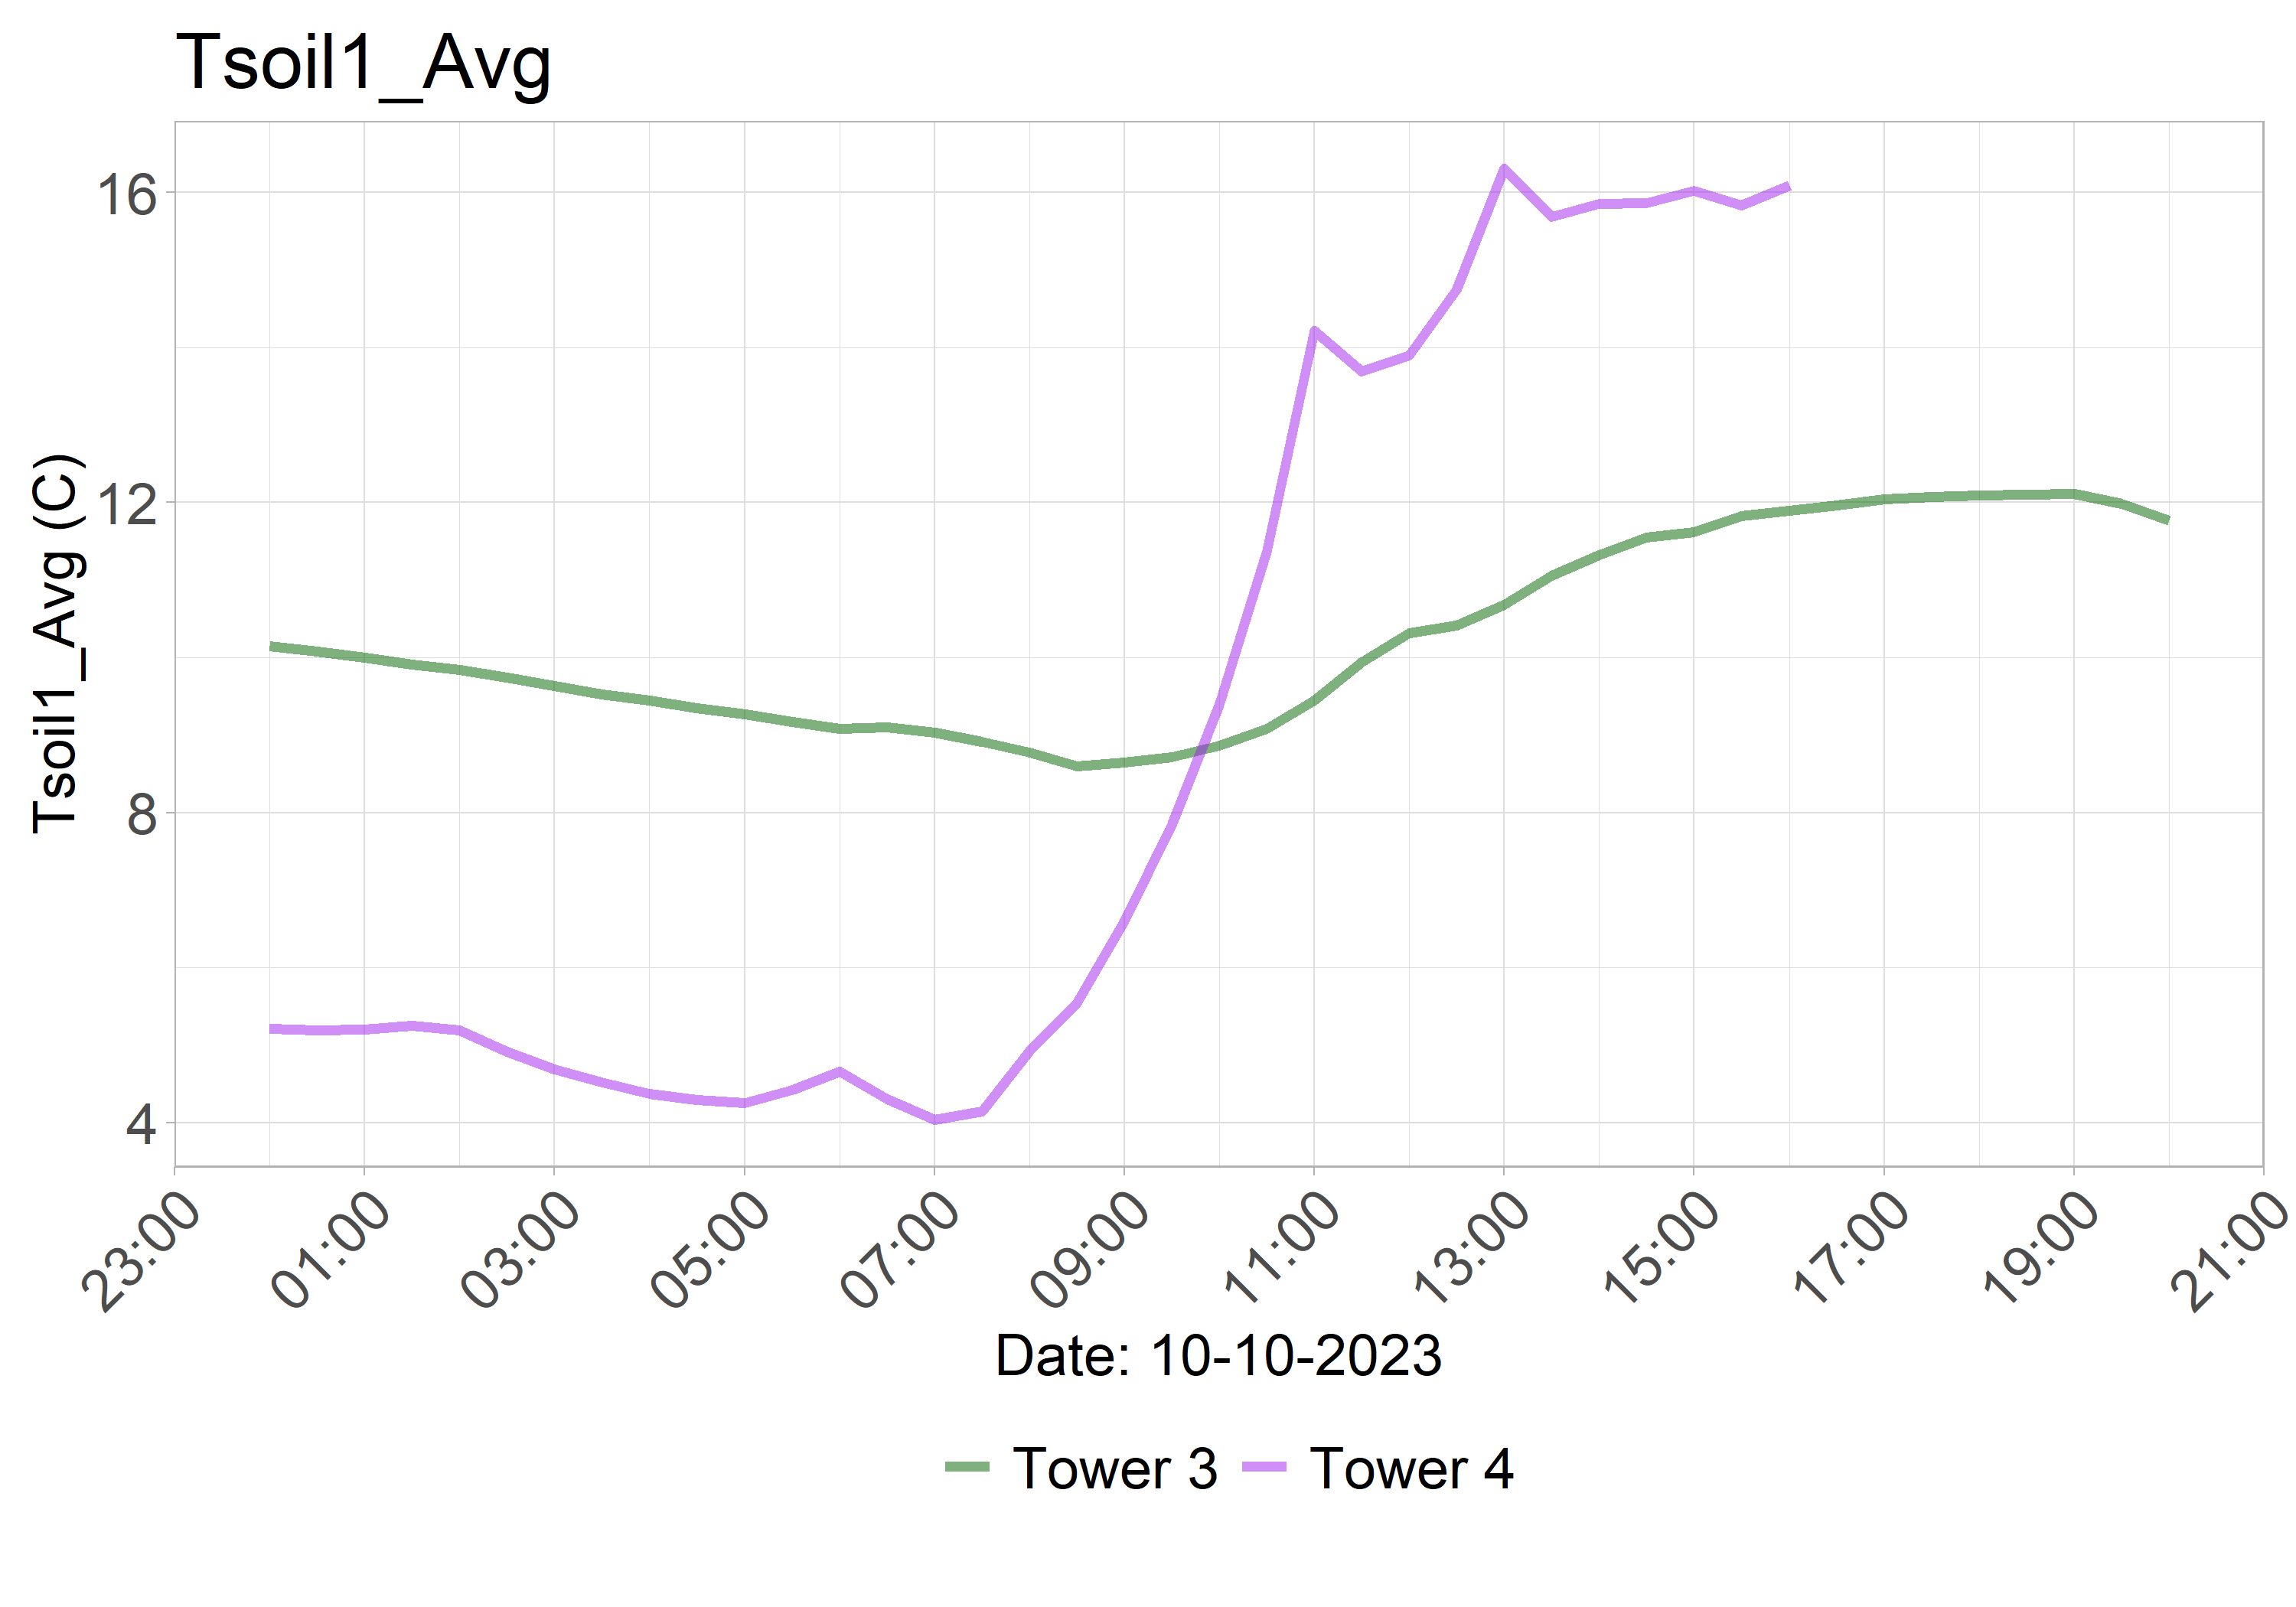 Tsoil1_Avg
Tsoil1_Avg (C)
16
12
8
4
23:00 01:00 03:00 05:00 07:00 09:00 11:00 13:00 15:00 17:00 19:00 21:00
Date: 10-10-2023
Tower 3 Tower 4